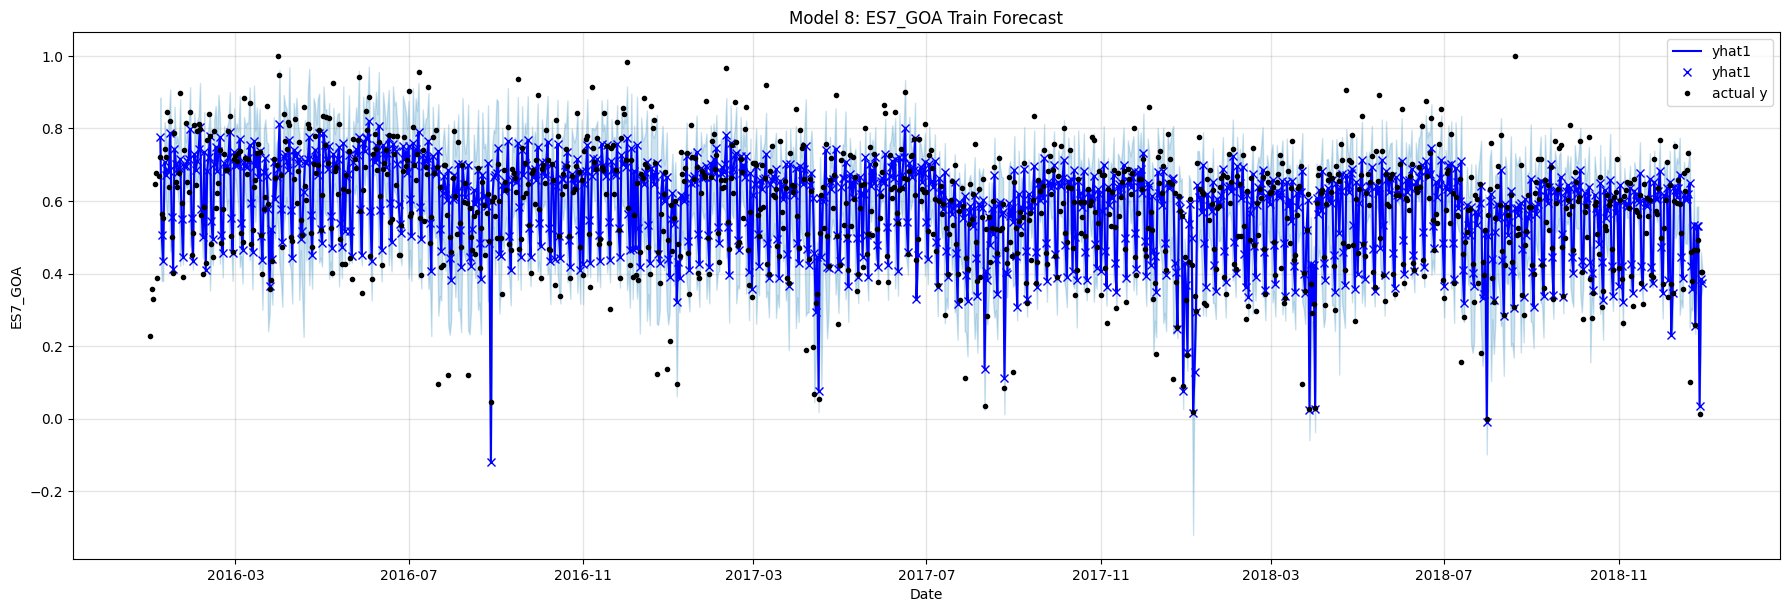 Model 8: ES7_GOA Train Forecast
yhat1
yhat1
actual y
ES7_GOA
1.0
0.8
0.6
0.4
0.2
0.0
−0.2
2016-03 2016-07 2016-11 2017-03 2017-07 2017-11 2018-03 2018-07 2018-11
Date